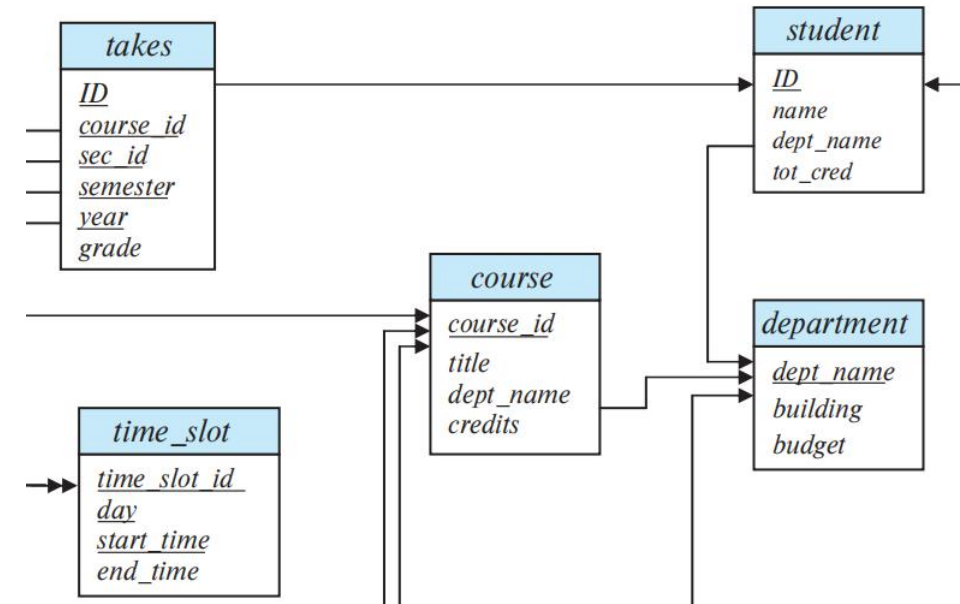 takes
ID
course_id
sec_id
semester
year
grade
student
ID
name
dept_name
tot_cred
course
course_id
title
dept_name
credits
department
dept_name
building
budget
time_slot
time_slot_id
day
start_time
end_time